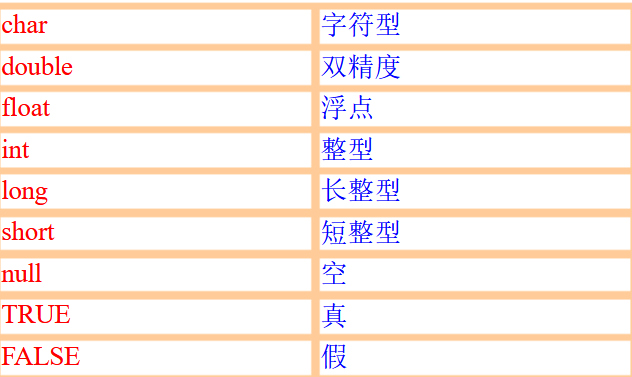 char 字符型
double 双精度
float 浮点
int 整型
long 长整型
short 短整型
null 空
TRUE 真
FALSE 假